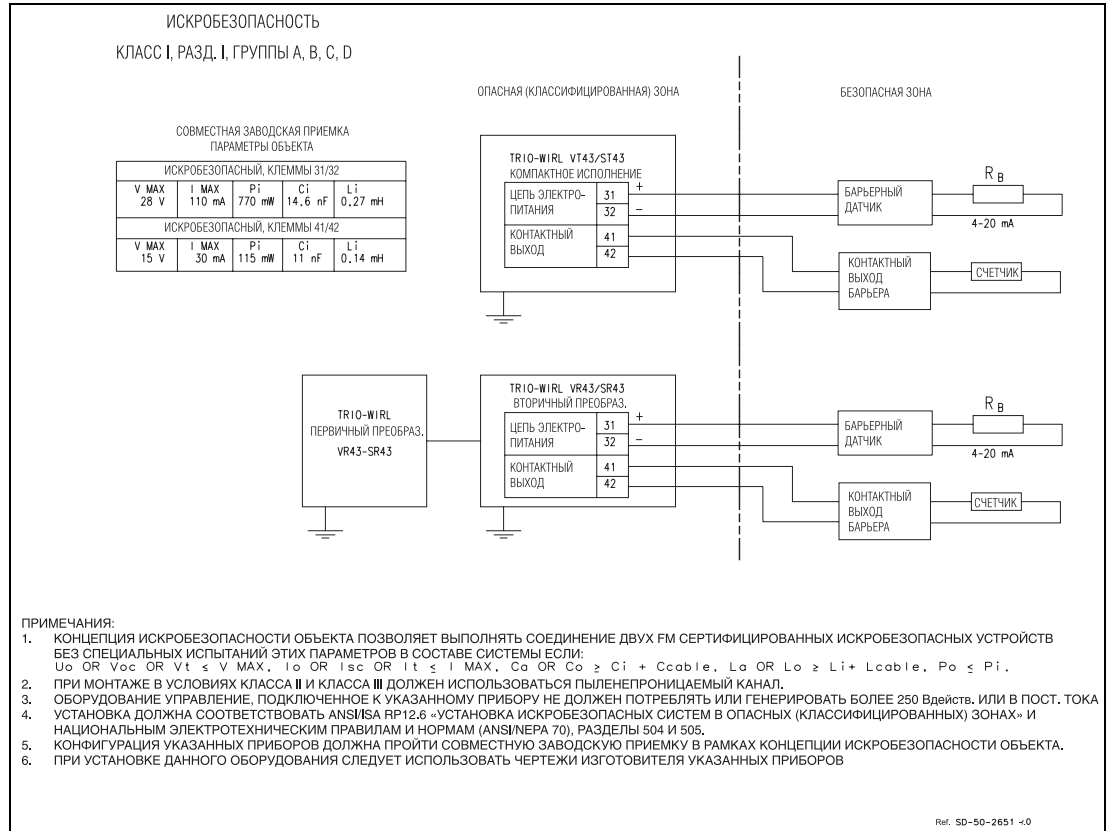 ИСКРОБЕЗОПАСНОСТЬ
КЛАСС I, РАЗД. I, ГРУППЫ A, B, C, D
ОПАСНАЯ (КЛАССИФИЦИРОВАННАЯ) ЗОНА
БЕЗОПАСНАЯ ЗОНА
СОВМЕСТНАЯ ЗАВОДСКАЯ ПРИЕМКА
ПАРАМЕТРЫ ОБЪЕКТА
ИСКРОБЕЗОПАСНЫЙ, КЛЕММЫ 31/32
V MAX I MAX Pi Ci Li
28 V 110 mA 770 mW 14.6 nF 0.27 mH
ИСКРОБЕЗОПАСНЫЙ, КЛЕММЫ 41/42
V MAX I MAX Pi Ci Li
15 V 30 mA 115 mW 11 nF 0.14 mH
TRIO-WIRL VT43/ST43
КОМПАКТНОЕ ИСПОЛНЕНИЕ
ЦЕПЬ ЭЛЕКТРО- 31 +
ПИТАНИЯ 32 –
КОНТАКТНЫЙ 41
ВЫХОД 42
БАРЬЕРНЫЙ
ДАТЧИК
R B
4-20 mA
КОНТАКТНЫЙ
ВЫХОД
БАРЬЕРА
СЧЕТЧИК
TRIO-WIRL
ПЕРВИЧНЫЙ ПРЕОБРАЗ.
VR43-SR43
TRIO-WIRL VR43/SR43
ВТОРИЧНЫЙ ПРЕОБРАЗ.
ЦЕПЬ ЭЛЕКТРО- 31 +
ПИТАНИЯ 32 –
КОНТАКТНЫЙ 41
ВЫХОД 42
БАРЬЕРНЫЙ
ДАТЧИК
R B
4-20 mA
КОНТАКТНЫЙ
ВЫХОД
БАРЬЕРА
СЧЕТЧИК
ПРИМЕЧАНИЯ:
1. КОНЦЕПЦИЯ ИСКРОБЕЗОПАСНОСТИ ОБЪЕКТА ПОЗВОЛЯЕТ ВЫПОЛНЯТЬ СОЕДИНЕНИЕ ДВУХ FM СЕРТИФИЦИРОВАННЫХ ИСКРОБЕЗОПАСНЫХ УСТРОЙСТВ
БЕЗ СПЕЦИАЛЬНЫХ ИСПЫТАНИЙ ЭТИХ ПАРАМЕТРОВ В СОСТАВЕ СИСТЕМЫ ЕСЛИ:
Uo OR Voc OR Vt ≤ V MAX, Io OR Isc OR It ≤ I MAX, Ca OR Co ≥ Ci + Ccable, La OR Lo ≥ Li+ Lcable, Po ≤ Pi.
2. ПРИ МОНТАЖЕ В УСЛОВИЯХ КЛАССА II И КЛАССА III ДОЛЖЕН ИСПОЛЬЗОВАТЬСЯ ПЫЛЕНЕПРОНИЦАЕМЫЙ КАНАЛ.
3. ОБОРУДОВАНИЕ УПРАВЛЕНИЕ, ПОДКЛЮЧЕННОЕ К УКАЗАННОМУ ПРИБОРУ НЕ ДОЛЖЕН ПОТРЕБЛЯТЬ ИЛИ ГЕНЕРИРОВАТЬ БОЛЕЕ 250 Вдейств. ИЛИ В ПОСТ. ТОКА
4. УСТАНОВКА ДОЛЖНА СООТВЕТСТВОВАТЬ ANSI/ISA RP12.6 «УСТАНОВКА ИСКРОБЕЗОПАСНЫХ СИСТЕМ В ОПАСНЫХ (КЛАССИФИЦИРОВАННЫХ) ЗОНАХ» И
НАЦИОНАЛЬНЫМ ЭЛЕКТРОТЕХНИЧЕСКИМ ПРАВИЛАМ И НОРМАМ (ANSI/NEPA 70), РАЗДЕЛЫ 504 И 505.
5. КОНФИГУРАЦИЯ УКАЗАННЫХ ПРИБОРОВ ДОЛЖНА ПРОЙТИ СОВМЕСТНУЮ ЗАВОДСКУЮ ПРИЕМКУ В РАМКАХ КОНЦЕПЦИИ ИСКРОБЕЗОПАСНОСТИ ОБЪЕКТА.
6. ПРИ УСТАНОВКЕ ДАННОГО ОБОРУДОВАНИЯ СЛЕДУЕТ ИСПОЛЬЗОВАТЬ ЧЕРТЕЖИ ИЗГОТОВИТЕЛЯ УКАЗАННЫХ ПРИБОРОВ
Ref. SD-50-2651